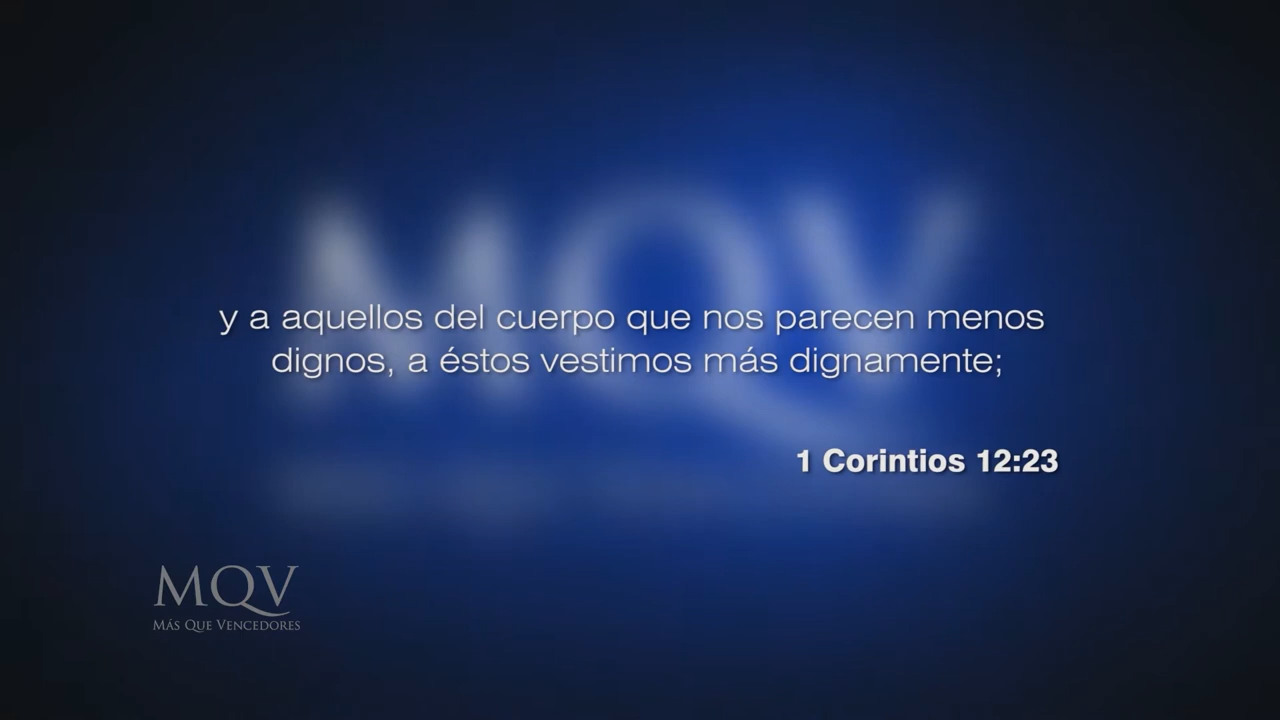 MQV
y a aquellos del cuerpo que nos parecen menos
dignos, a éstos vestimos más dignamente;
1 Corintios 12:23
MQV
MÁS QUE VENCEDORES